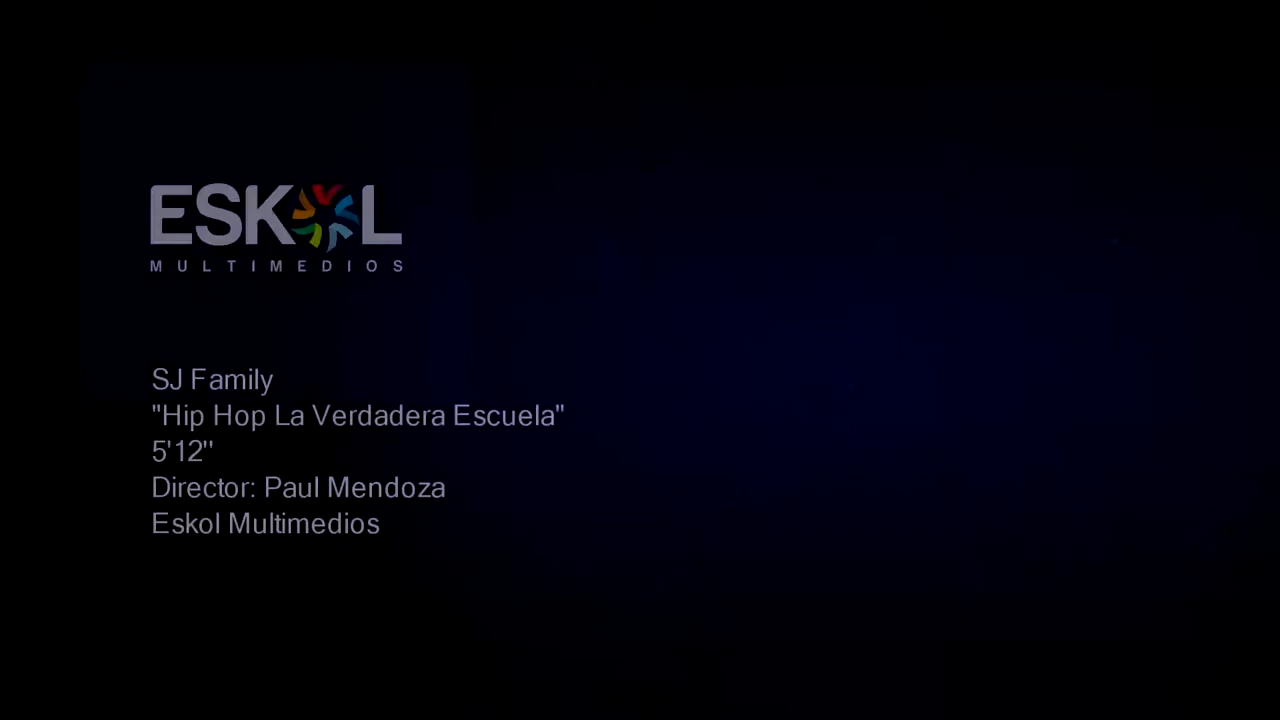 ESKOL
MULTIMEDIOS
SJ Family
"Hip Hop La Verdadera Escuela"
5'12''
Director: Paul Mendoza
Eskol Multimedios